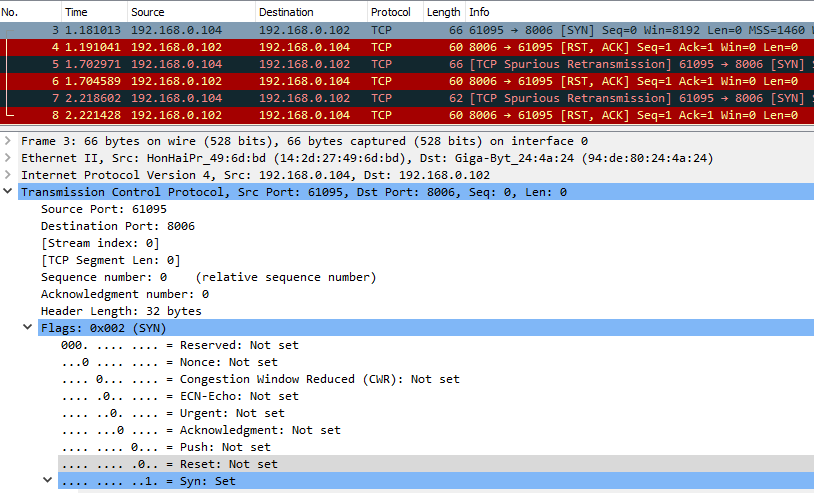 No. Time Source Destination Protocol Length Info
3 1.181013 192.168.0.104 192.168.0.102 TCP 66 61095 → 8006 [SYN] Seq=0 Win=8192 Len=0 MSS=1460
4 1.191041 192.168.0.102 192.168.0.104 TCP 60 8006 → 61095 [RST, ACK] Seq=1 Ack=1 Win=0 Len=0
5 1.702971 192.168.0.104 192.168.0.102 TCP 66 [TCP Spurious Retransmission] 61095 → 8006 [SYN] S
6 1.704589 192.168.0.102 192.168.0.104 TCP 60 8006 → 61095 [RST, ACK] Seq=1 Ack=1 Win=0 Len=0
7 2.218602 192.168.0.104 192.168.0.102 TCP 62 [TCP Spurious Retransmission] 61095 → 8006 [SYN] S
8 2.221428 192.168.0.102 192.168.0.104 TCP 60 8006 → 61095 [RST, ACK] Seq=1 Ack=1 Win=0 Len=0
Frame 3: 66 bytes on wire (528 bits), 66 bytes captured (528 bits) on interface 0
Ethernet II, Src: HonHaiPr_49:6d:bd (14:2d:27:49:6d:bd), Dst: Giga-Byt_24:4a:24 (94:de:80:24:4a:24)
Internet Protocol Version 4, Src: 192.168.0.104, Dst: 192.168.0.102
Transmission Control Protocol, Src Port: 61095, Dst Port: 8006, Seq: 0, Len: 0
Source Port: 61095
Destination Port: 8006
[Stream index: 0]
[TCP Segment Len: 0]
Sequence number: 0 (relative sequence number)
Acknowledgment number: 0
Header Length: 32 bytes
Flags: 0x002 (SYN)
000. .... .... = Reserved: Not set
...0 .... .... = Nonce: Not set
.... 0... .... = Congestion Window Reduced (CWR): Not set
.... .0.. .... = ECN-Echo: Not set
.... ..0. .... = Urgent: Not set
.... ...0 .... = Acknowledgment: Not set
.... .... 0... = Push: Not set
.... .... .0.. = Reset: Not set
.... .... ..1. = Syn: Set